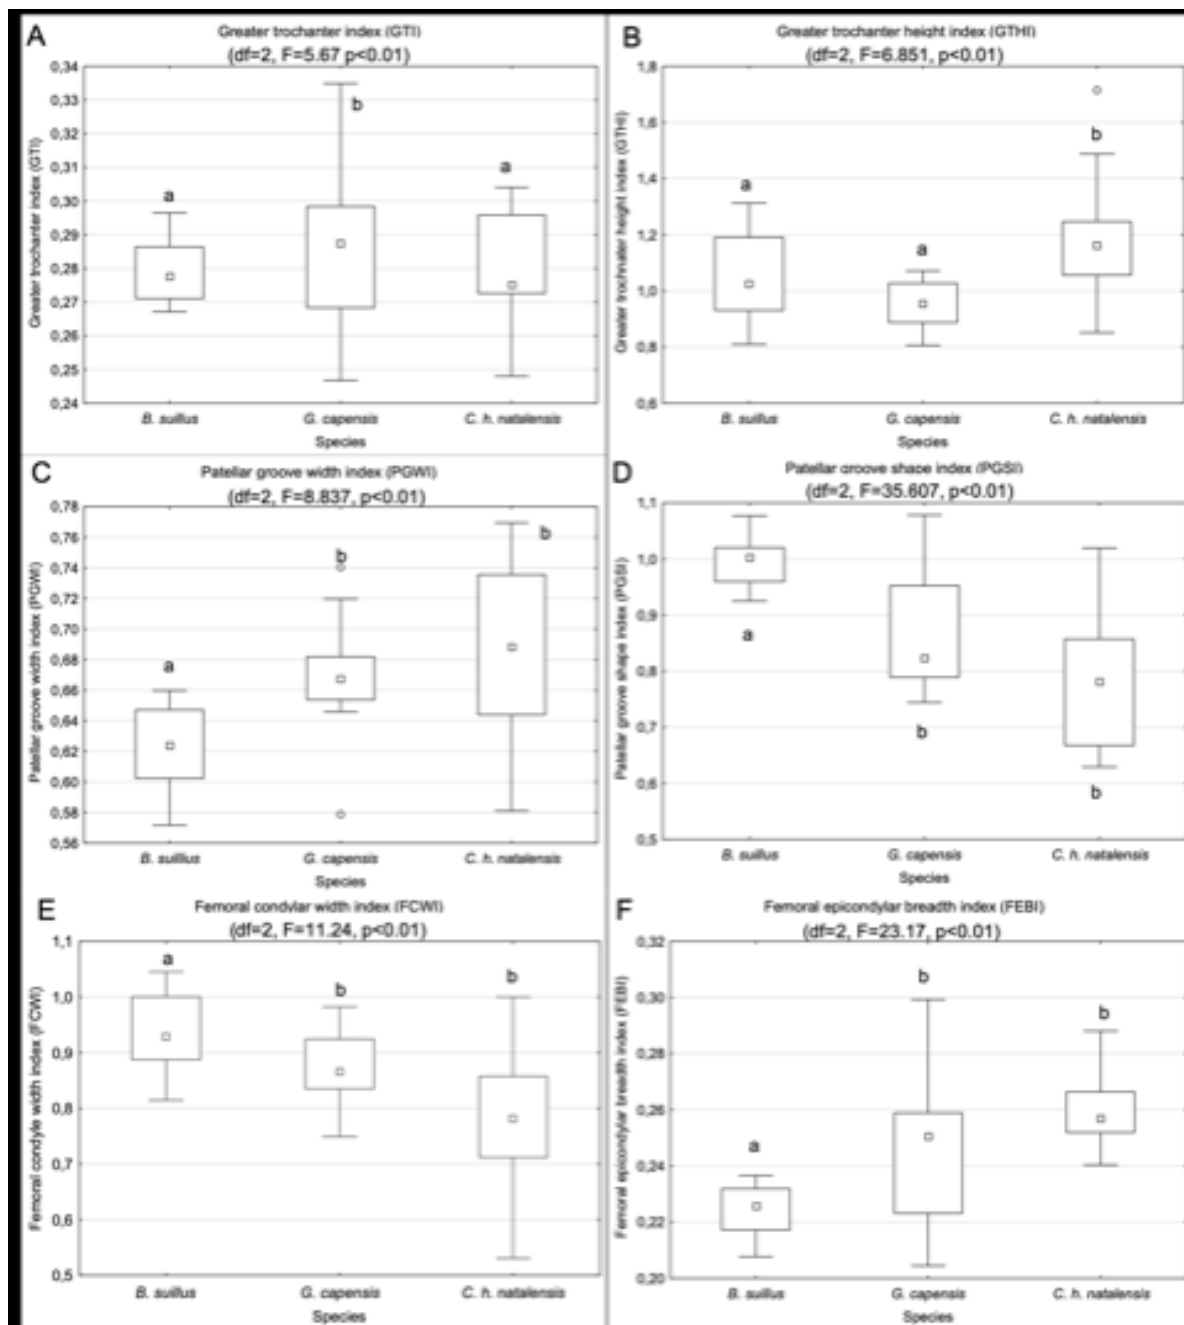 A
Greater trochanter index (GTI)
(df=2, F=5.67 p<0.01)
Greater trochanter index (GTI)
0,34
0,33
0,32
0,31
0,30
0,29
0,28
0,27
0,26
0,25
0,24
a
b
a
B. suillus
G. capensis
C. h. natalensis
Species
B
Greater trochanter height index (GTHI)
(df=2, F=6.851, p<0.01)
Greater trochnater height index (GTHI)
1,8
1,6
1,4
1,2
1,0
0,8
0,6
a
a
b
B. suillus
G. capensis
C. h. natalensis
Species
C
Patellar groove width index (PGWI)
(df=2, F=8.837, p<0.01)
Patellar groove width index (PGWI)
0,78
0,76
0,74
0,72
0,70
0,68
0,66
0,64
0,62
0,60
0,58
0,56
a
b
b
B. suillus
G. capensis
C. h. natalensis
Species
D
Patellar groove shape index (PGSI)
(df=2, F=35.607, p<0.01)
Patellar groove shape index (PGSI)
1,1
1,0
0,9
0,8
0,7
0,6
0,5
a
b
b
B. suillus
G. capensis
C. h. natalensis
Species
E
Femoral condylar width index (FCWI)
(df=2, F=11.24, p<0.01)
Femoral condyle width index (FCWI)
1,1
1,0
0,9
0,8
0,7
0,6
0,5
a
b
b
B. suillus
G. capensis
C. h. natalensis
Species
F
Femoral epicondylar breadth index (FEBI)
(df=2, F=23.17, p<0.01)
Femoral epicondylar breadth index (FEBI)
0,32
0,30
0,28
0,26
0,24
0,22
0,20
a
b
b
B. suillus
G. capensis
C. h. natalensis
Species